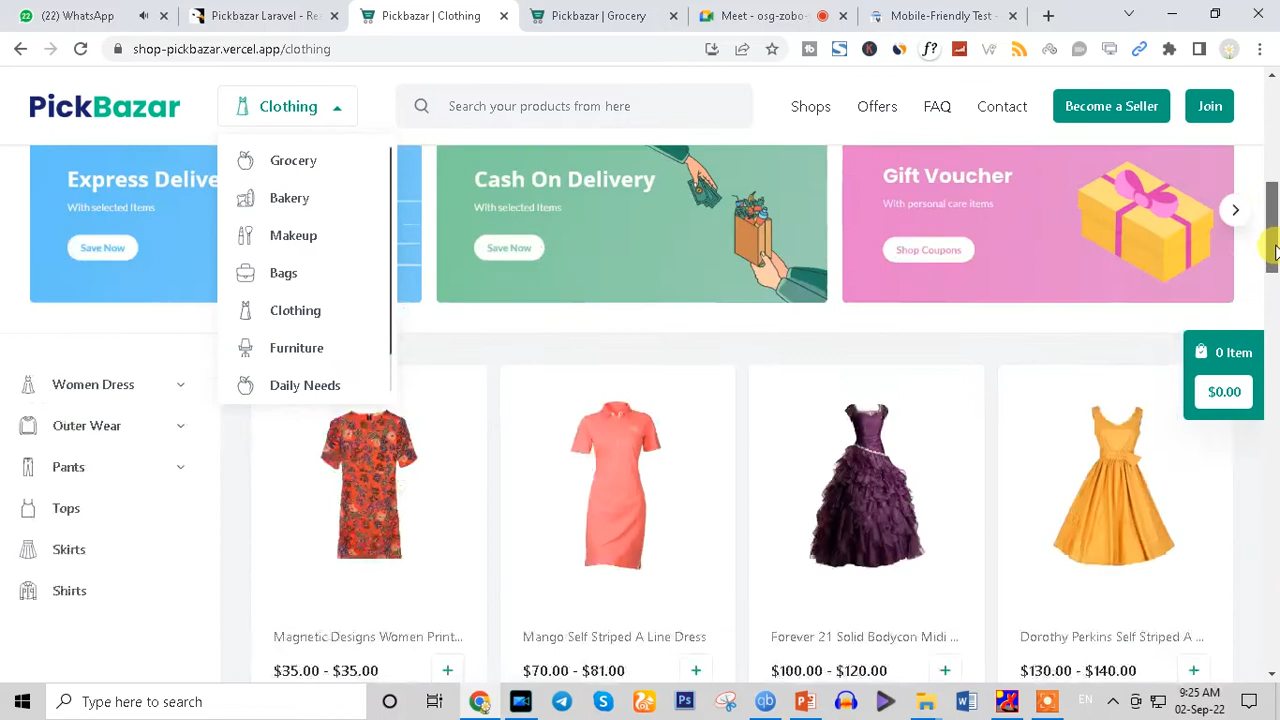 (22) WhatsApp
Pickbazar Laravel - Re
Pickbazar | Clothing
Pickbazar | Grocery
Meet - osg-zobo
Mobile-Friendly Test -
shop-pickbazar.vercel.app/clothing
PickBazar
Clothing
Search your products from here
Shops
Offers
FAQ
Contact
Become a Seller
Join
Grocery
Bakery
Makeup
Bags
Clothing
Furniture
Daily Needs
Express Delive
With selected Items
Save Now
Cash On Delivery
With selected Items
Save Now
Gift Voucher
With personal care items
Shop Coupons
0 Item
$0.00
Women Dress
Outer Wear
Pants
Tops
Skirts
Shirts
Magnetic Designs Women Print...
$35.00 - $35.00
Mango Self Striped A Line Dress
$70.00 - $81.00
Forever 21 Solid Bodycon Midi ...
$100.00 - $120.00
Dorothy Perkins Self Striped A ...
$130.00 - $140.00
Type here to search
EN
9:25 AM
02-Sep-22